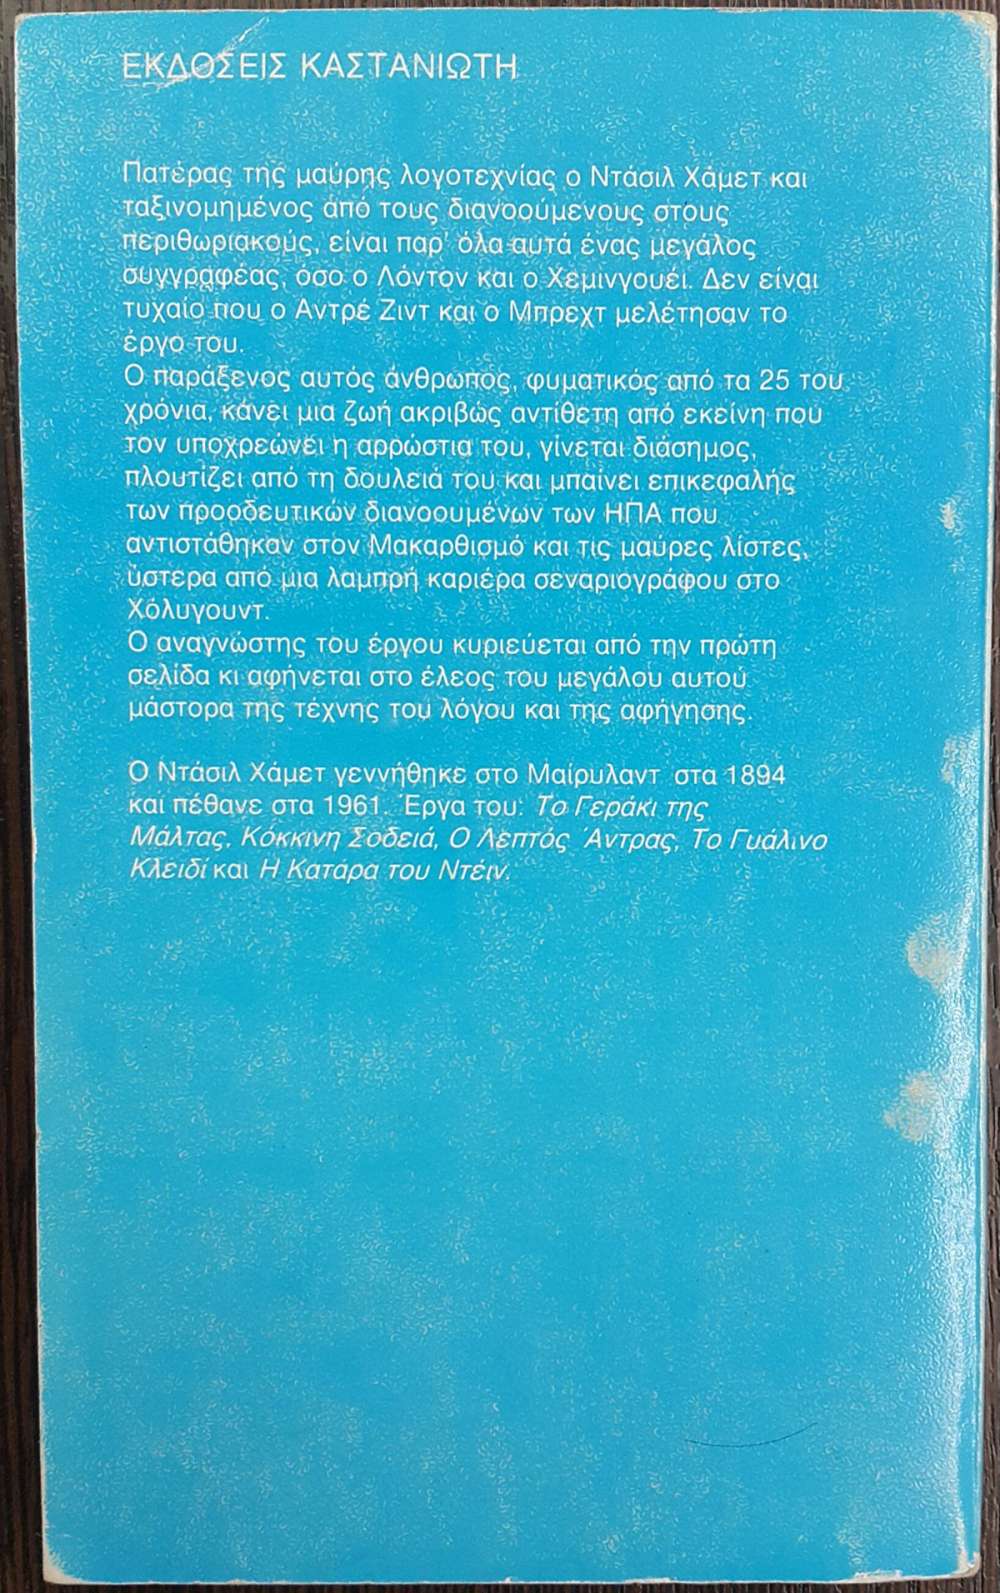 ΕΚΔΟΣΕΙΣ ΚΑΣΤΑΝΙΩΤΗ
Πατέρας της μαύρης λογοτεχνίας ο Ντάσιλ Χάμετ και
ταξινομημένος από τους διανοούμενους στους
περιθωριακούς, είναι παρ' όλα αυτά ένας μεγάλος
συγγραφέας, όσο ο Λόντον και ο Χεμινγουέι. Δεν είναι
τυχαίο που ο Αντρέ Ζιντ και ο Μπρεχτ μελέτησαν το
έργο του.
Ο παράξενος αυτός άνθρωπος, φυματικός από τα 25 του
χρόνια, κάνει μια ζωή ακριβώς αντίθετη από εκείνη που
τον υποχρεώνει η αρρώστια του, γίνεται διάσημος,
πλουτίζει από τη δουλειά του και μπαίνει επικεφαλής
των προοδευτικών διανοουμένων των ΗΠΑ που
αντιστάθηκαν στον Μακαρθισμό και τις μαύρες λίστες,
ύστερα από μια λαμπρή καριέρα σεναριογράφου στο
Χόλυγουντ.
Ο αναγνώστης του έργου κυριεύεται από την πρώτη
σελίδα κι αφήνεται στο έλεος του μεγάλου αυτού
μάστορα της τέχνης του λόγου και της αφήγησης.
Ο Ντάσιλ Χάμετ γεννήθηκε στο Μαίρυλαντ στα 1894
και πέθανε στα 1961. Έργα του: Το Γεράκι της
Μάλτας, Κόκκινη Σοδειά, Ο Λεπτός Άντρας, Το Γυάλινο
Κλειδί και Η Κατάρα του Ντέιν.